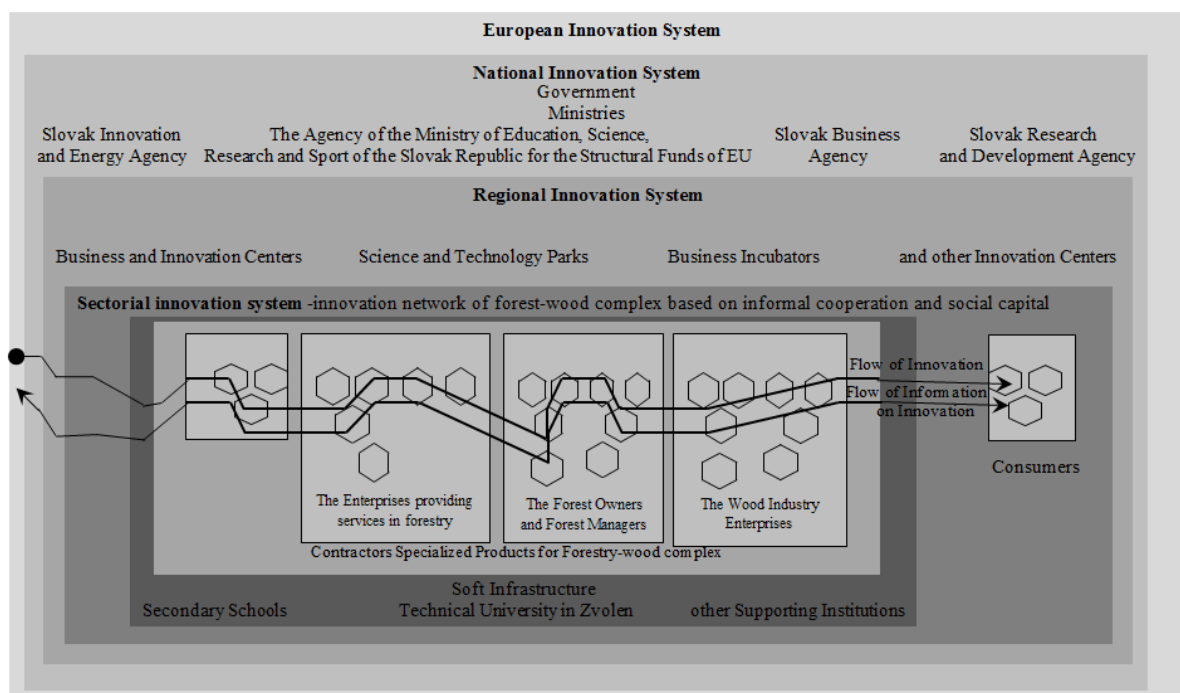 European Innovation System
National Innovation System
Government
Ministries
Slovak Innovation
and Energy Agency
The Agency of the Ministry of Education, Science,
Research and Sport of the Slovak Republic for the Structural Funds of EU
Slovak Business
Agency
Slovak Research
and Development Agency
Regional Innovation System
Business and Innovation Centers
Science and Technology Parks
Business Incubators
and other Innovation Centers
Sectorial innovation system -innovation network of forest-wood complex based on informal cooperation and social capital
Flow of Innovation
Flow of Information
on Innovation
Consumers
The Enterprises providing
services in forestry
The Forest Owners
and Forest Managers
The Wood Industry
Enterprises
Contractors Specialized Products for Forestry-wood complex
Soft Infrastructure
Secondary Schools
Technical University in Zvolen
other Supporting Institutions